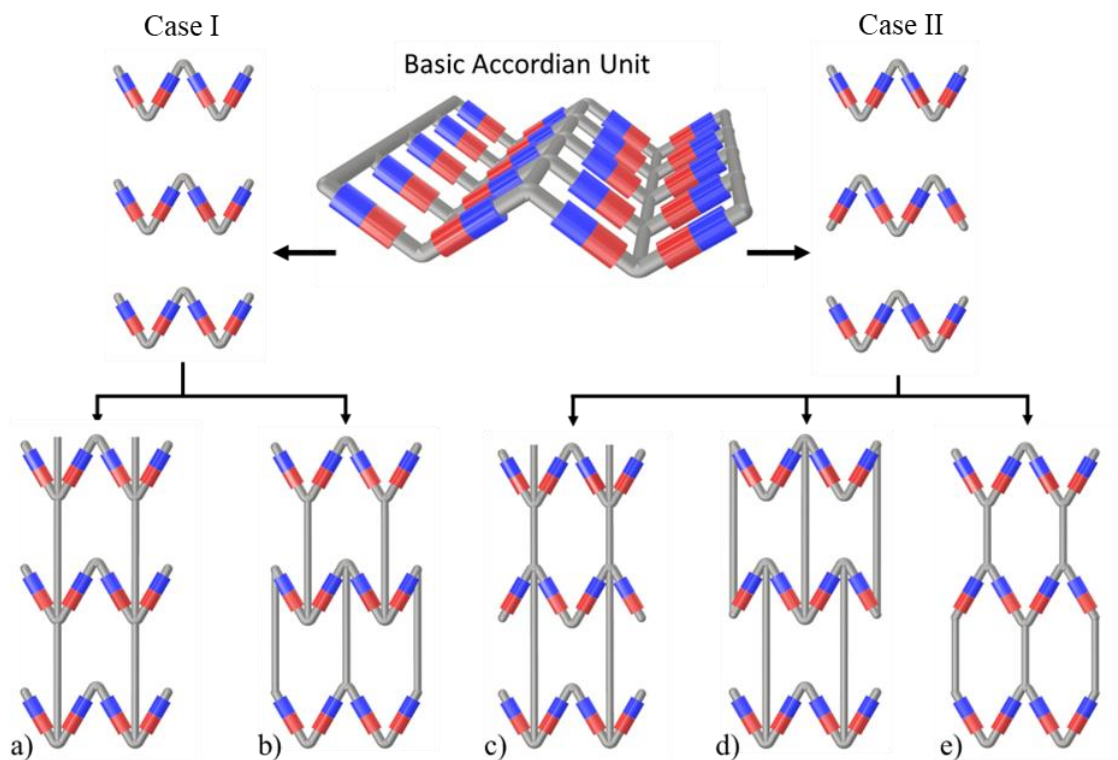 Case I
Case II
Basic Accordian Unit
a)
b)
c)
d)
e)